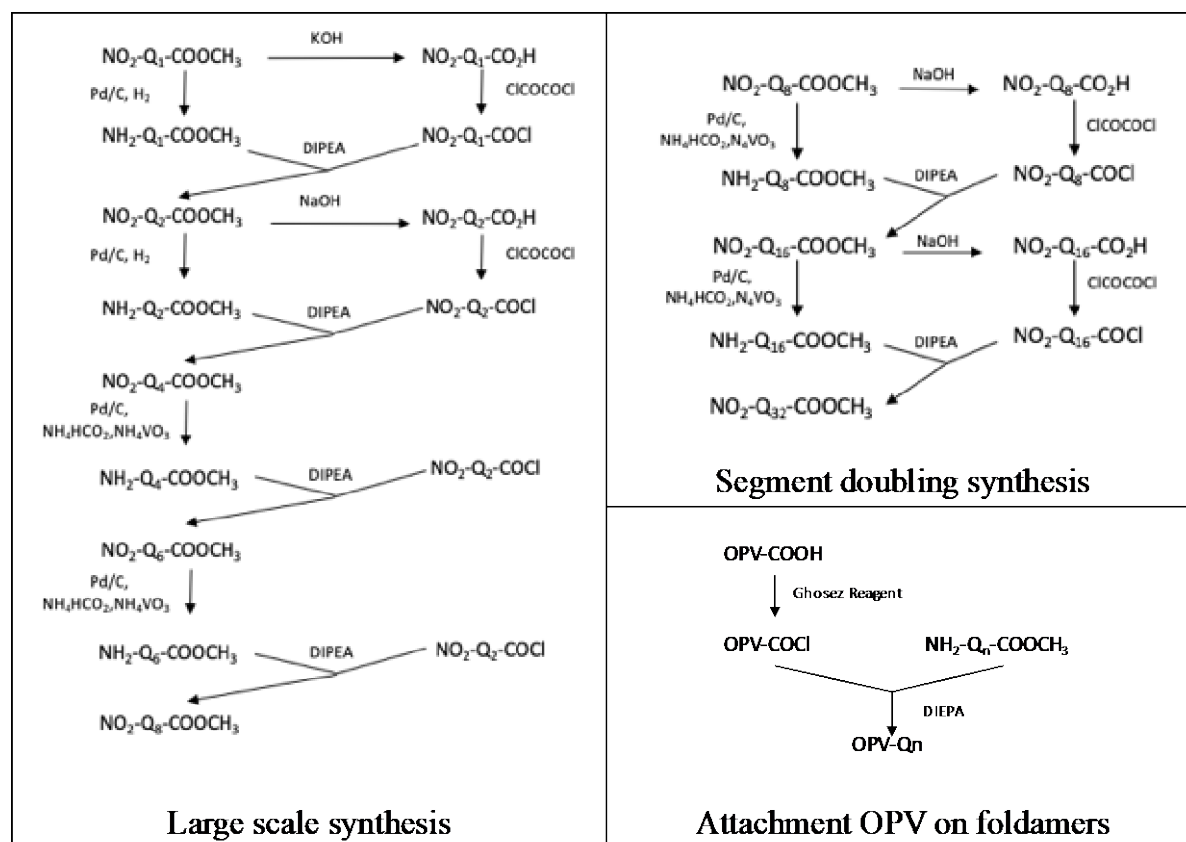 NO₂-Q₁-COOCH₃ KOH NO₂-Q₁-CO₂H
Pd/C, H₂ ClCOCOCl
NH₂-Q₁-COOCH₃ DIPEA NO₂-Q₁-COCl
NO₂-Q₂-COOCH₃ NaOH NO₂-Q₂-CO₂H
Pd/C, H₂ ClCOCOCl
NH₂-Q₂-COOCH₃ DIPEA NO₂-Q₂-COCl
NO₂-Q₄-COOCH₃
Pd/C,
NH₄HCO₂,NH₄VO₃
NH₂-Q₄-COOCH₃ DIPEA NO₂-Q₂-COCl
NO₂-Q₆-COOCH₃
Pd/C,
NH₄HCO₂,NH₄VO₃
NH₂-Q₆-COOCH₃ DIPEA NO₂-Q₂-COCl
NO₂-Q₈-COOCH₃
Large scale synthesis
NO₂-Q₈-COOCH₃ NaOH NO₂-Q₈-CO₂H
Pd/C,
NH₄HCO₂,N₄VO₃ ClCOCOCl
NH₂-Q₈-COOCH₃ DIPEA NO₂-Q₈-COCl
NO₂-Q₁₆-COOCH₃ NaOH NO₂-Q₁₆-CO₂H
Pd/C,
NH₄HCO₂,N₄VO₃ ClCOCOCl
NH₂-Q₁₆-COOCH₃ DIPEA NO₂-Q₁₆-COCl
NO₂-Q₃₂-COOCH₃
Segment doubling synthesis
OPV-COOH
Ghosez Reagent
OPV-COCl NH₂-Qₙ-COOCH₃
DIEPA
OPV-Qn
Attachment OPV on foldamers